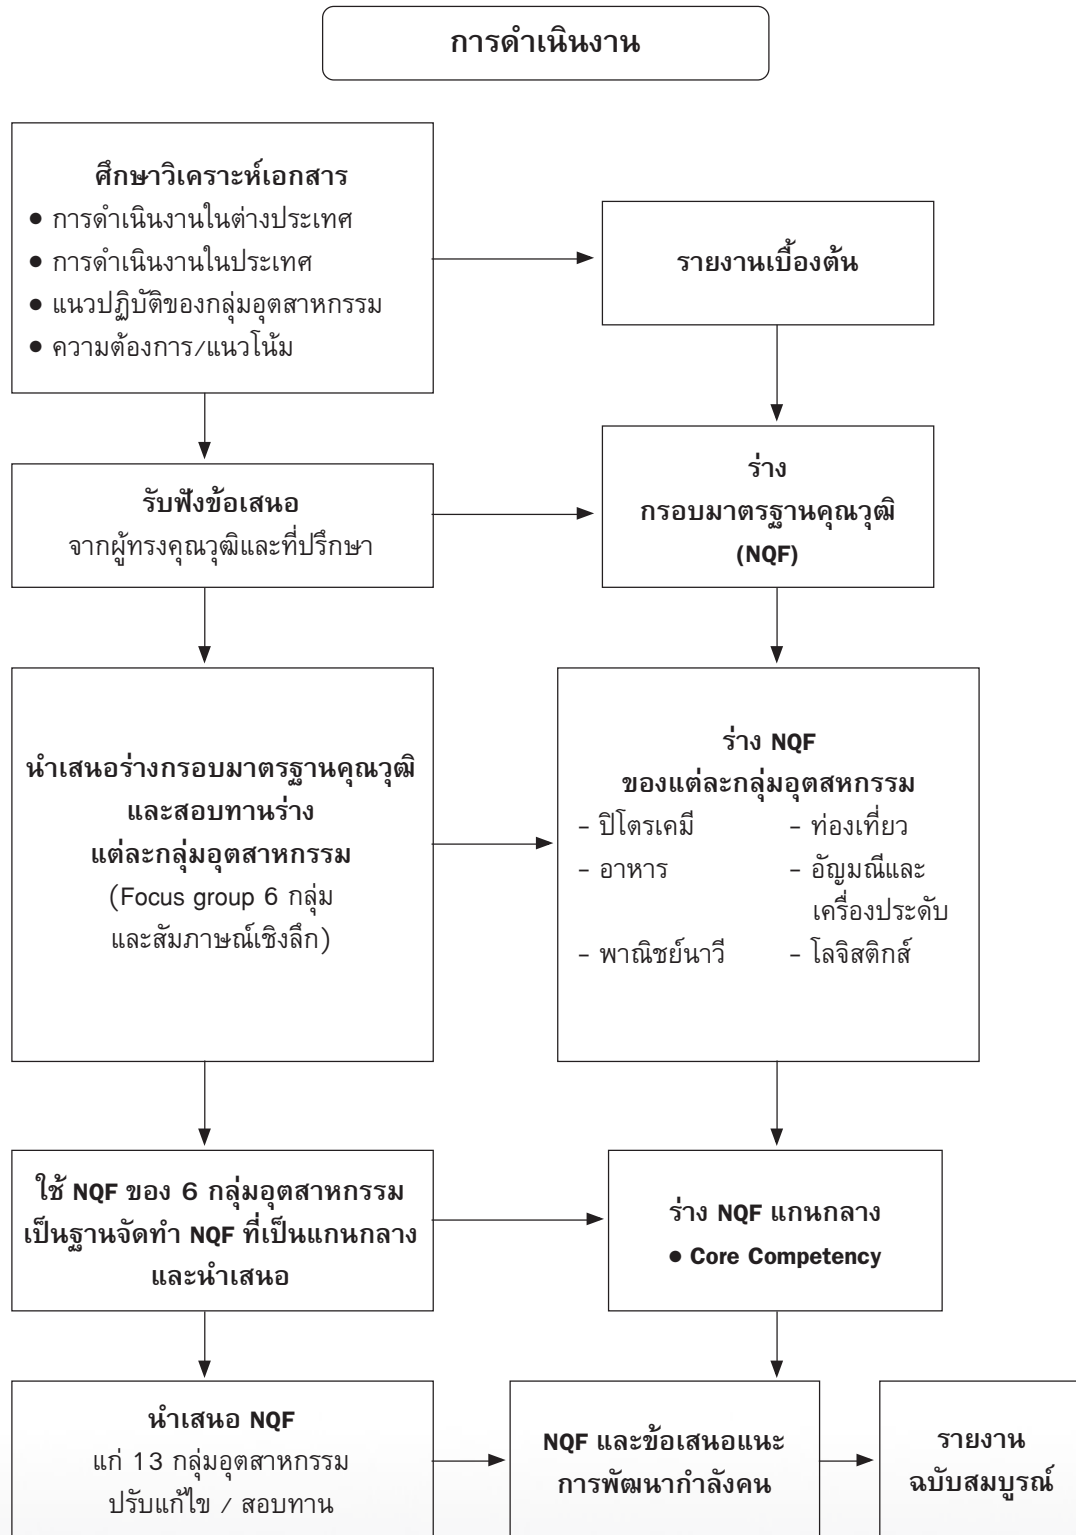 การดำเนินงาน
ศึกษาวิเคราะห์เอกสาร
● การดำเนินงานในต่างประเทศ
● การดำเนินงานในประเทศ
● แนวปฏิบัติของกลุ่มอุตสาหกรรม
● ความต้องการ/แนวโน้ม
รายงานเบื้องต้น
รับฟังข้อเสนอ
จากผู้ทรงคุณวุฒิและที่ปรึกษา
ร่าง
กรอบมาตรฐานคุณวุฒิ
(NQF)
นำเสนอร่างกรอบมาตรฐานคุณวุฒิ
และสอบทานร่าง
แต่ละกลุ่มอุตสาหกรรม
(Focus group 6 กลุ่ม
และสัมภาษณ์เชิงลึก)
ร่าง NQF
ของแต่ละกลุ่มอุตสหกรรม
- ปิโตรเคมี - ท่องเที่ยว
- อาหาร - อัญมณีและ
เครื่องประดับ
- พาณิชย์นาวี - โลจิสติกส์
ใช้ NQF ของ 6 กลุ่มอุตสาหกรรม
เป็นฐานจัดทำ NQF ที่เป็นแกนกลาง
และนำเสนอ
ร่าง NQF แกนกลาง
● Core Competency
นำเสนอ NQF
แก่ 13 กลุ่มอุตสาหกรรม
ปรับแก้ไข / สอบทาน
NQF และข้อเสนอแนะ
การพัฒนากำลังคน
รายงาน
ฉบับสมบูรณ์